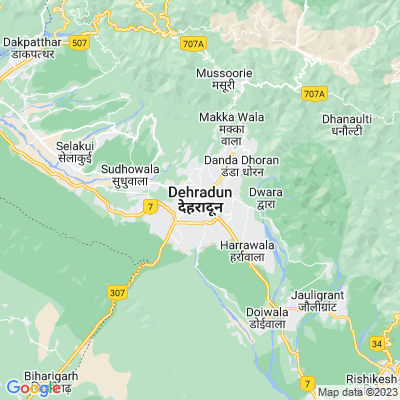 Dakpatthar
डाकपत्थर
507
707A
Mussoorie
मसूरी
707A
Makka Wala
मक्का
वाला
Dhanaulti
धनौल्टी
Selakui
सेलाकुई
Danda Dhoran
डंडा धोरन
Sudhowala
सुधुवाला
Dehradun
देहरादून
Dwara
द्वारा
7
Harrawala
हर्रावाला
307
Jauligrant
जौलीग्रांट
Doiwala
डोईवाला
34
Biharigarh
Rishikesh
7
Google
Map data ©2023